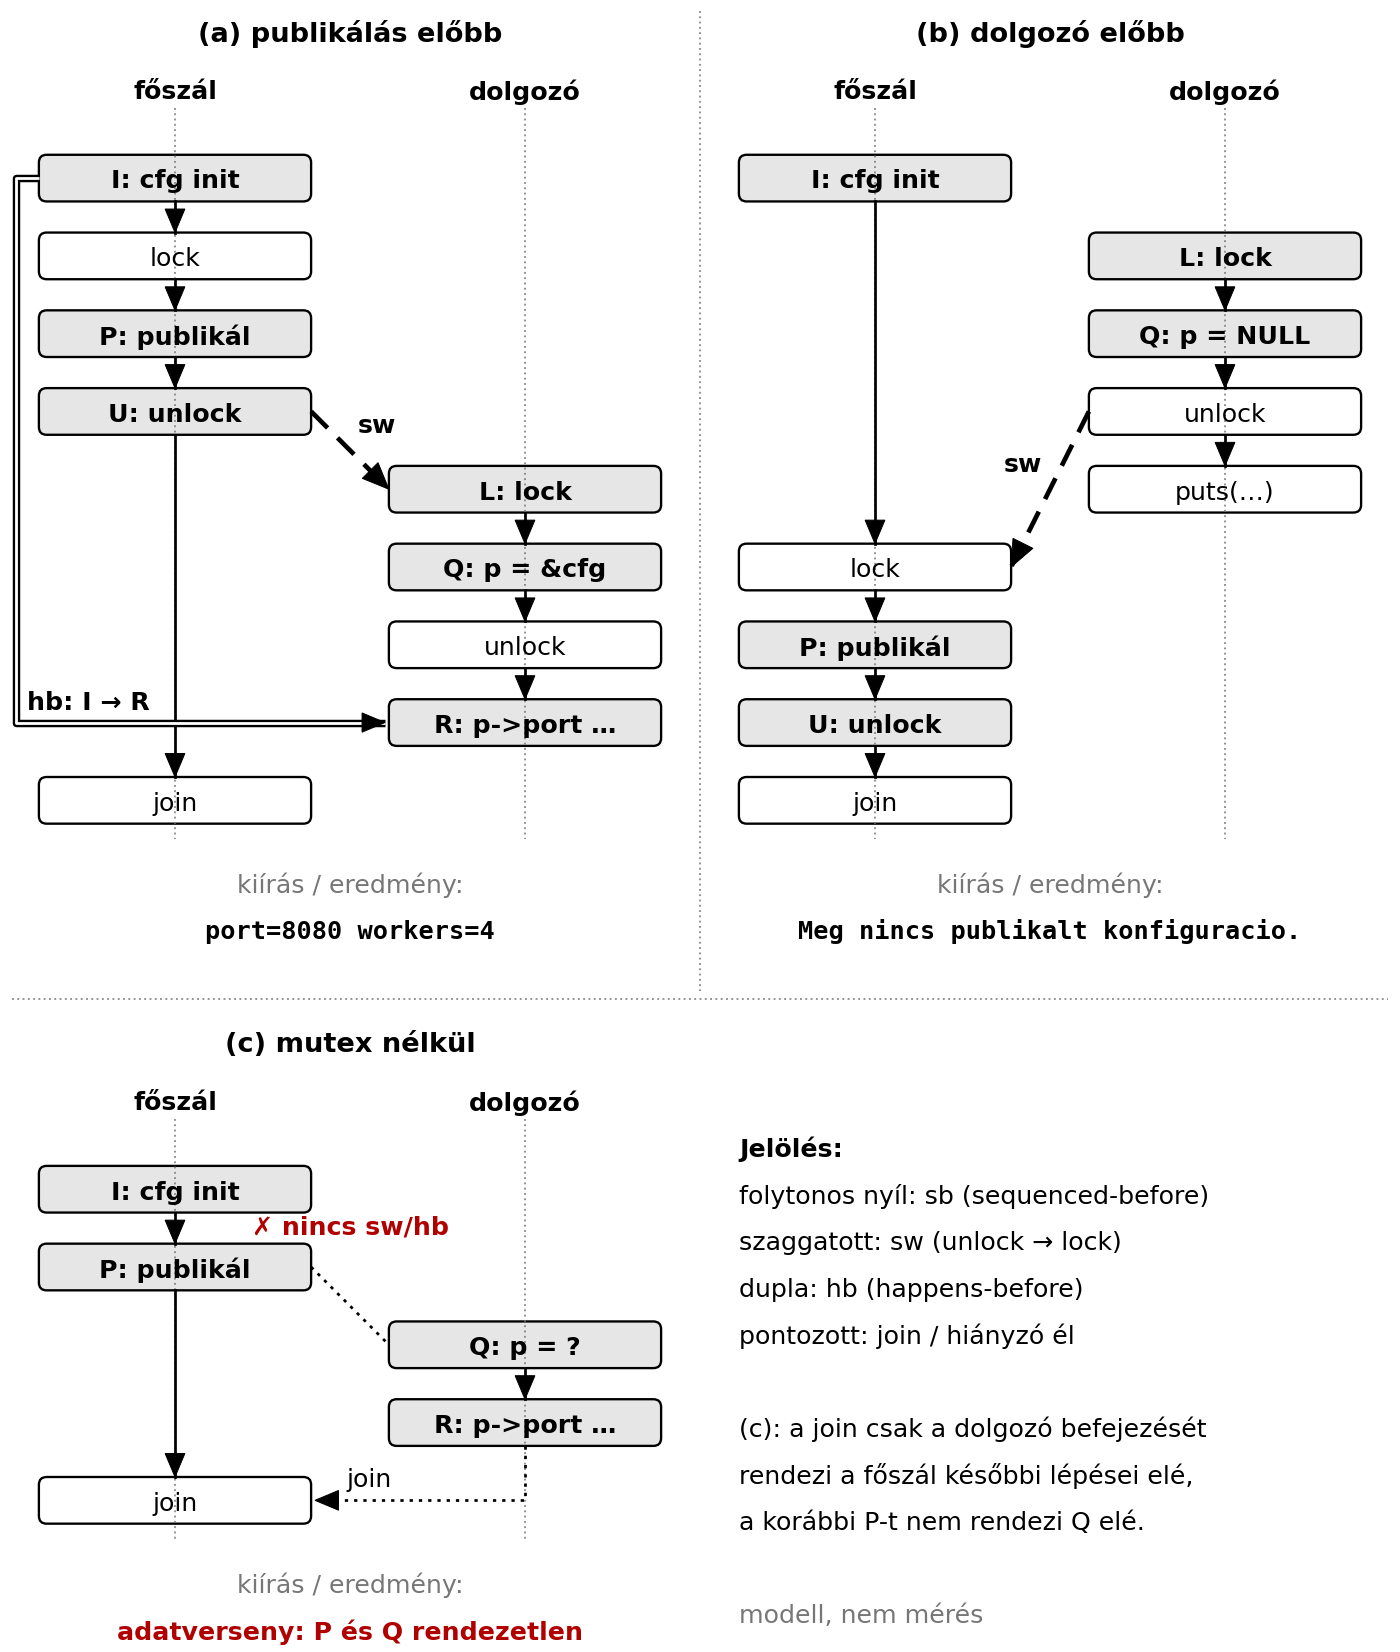 (a) publikálás előbb
főszál
dolgozó
I: cfg init
lock
P: publikál
U: unlock
sw
L: lock
Q: p = &cfg
unlock
hb: I → R
R: p->port …
join
kiírás / eredmény:
port=8080 workers=4
(b) dolgozó előbb
főszál
dolgozó
I: cfg init
L: lock
Q: p = NULL
unlock
sw
puts(…)
lock
P: publikál
U: unlock
join
kiírás / eredmény:
Meg nincs publikalt konfiguracio.
(c) mutex nélkül
főszál
dolgozó
I: cfg init
✗ nincs sw/hb
P: publikál
Q: p = ?
R: p->port …
join
join
kiírás / eredmény:
adatverseny: P és Q rendezetlen
Jelölés:
folytonos nyíl: sb (sequenced-before)
szaggatott: sw (unlock → lock)
dupla: hb (happens-before)
pontozott: join / hiányzó él
(c): a join csak a dolgozó befejezését
rendezi a főszál későbbi lépései elé,
a korábbi P-t nem rendezi Q elé.
modell, nem mérés